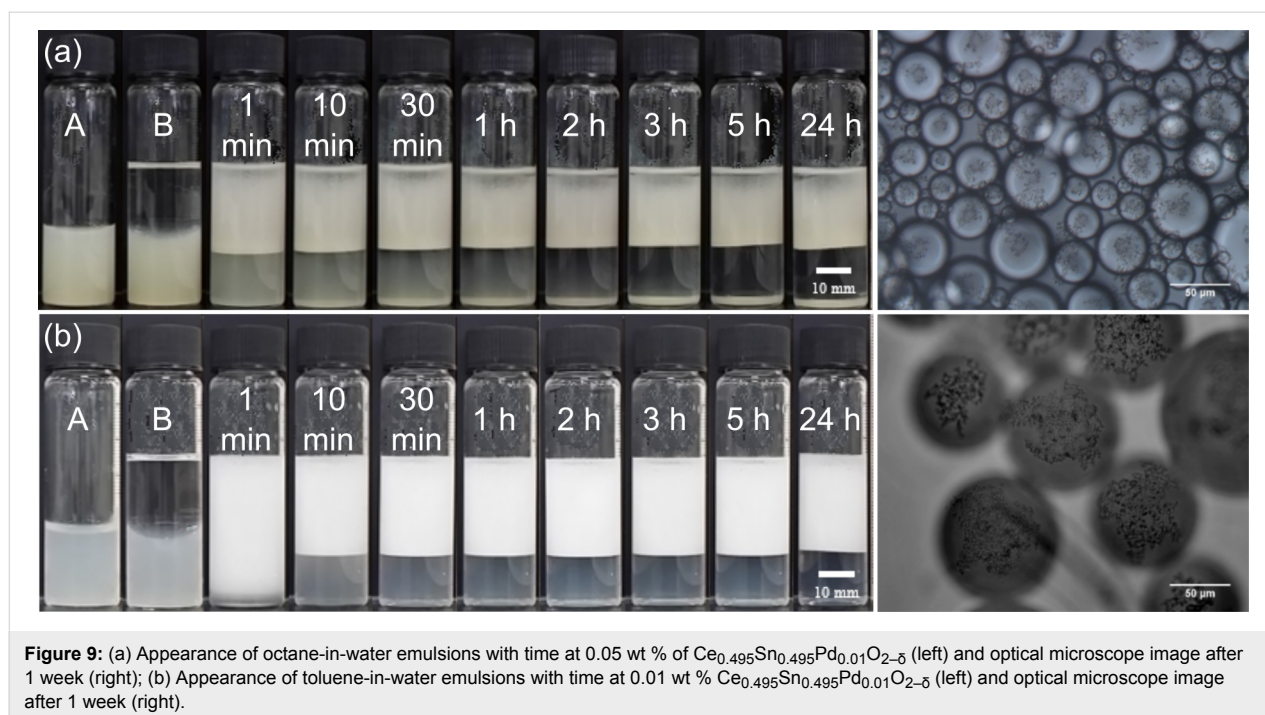 (a)
A
B
1
min
10
min
30
min
1 h
2 h
3 h
5 h
24 h
10 mm
50 µm
(b)
A
B
1
min
10
min
30
min
1 h
2 h
3 h
5 h
24 h
10 mm
50 µm
Figure 9: (a) Appearance of octane-in-water emulsions with time at 0.05 wt % of Ce0.495Sn0.495Pd0.01O2–δ (left) and optical microscope image after
1 week (right); (b) Appearance of toluene-in-water emulsions with time at 0.01 wt % Ce0.495Sn0.495Pd0.01O2–δ (left) and optical microscope image
after 1 week (right).